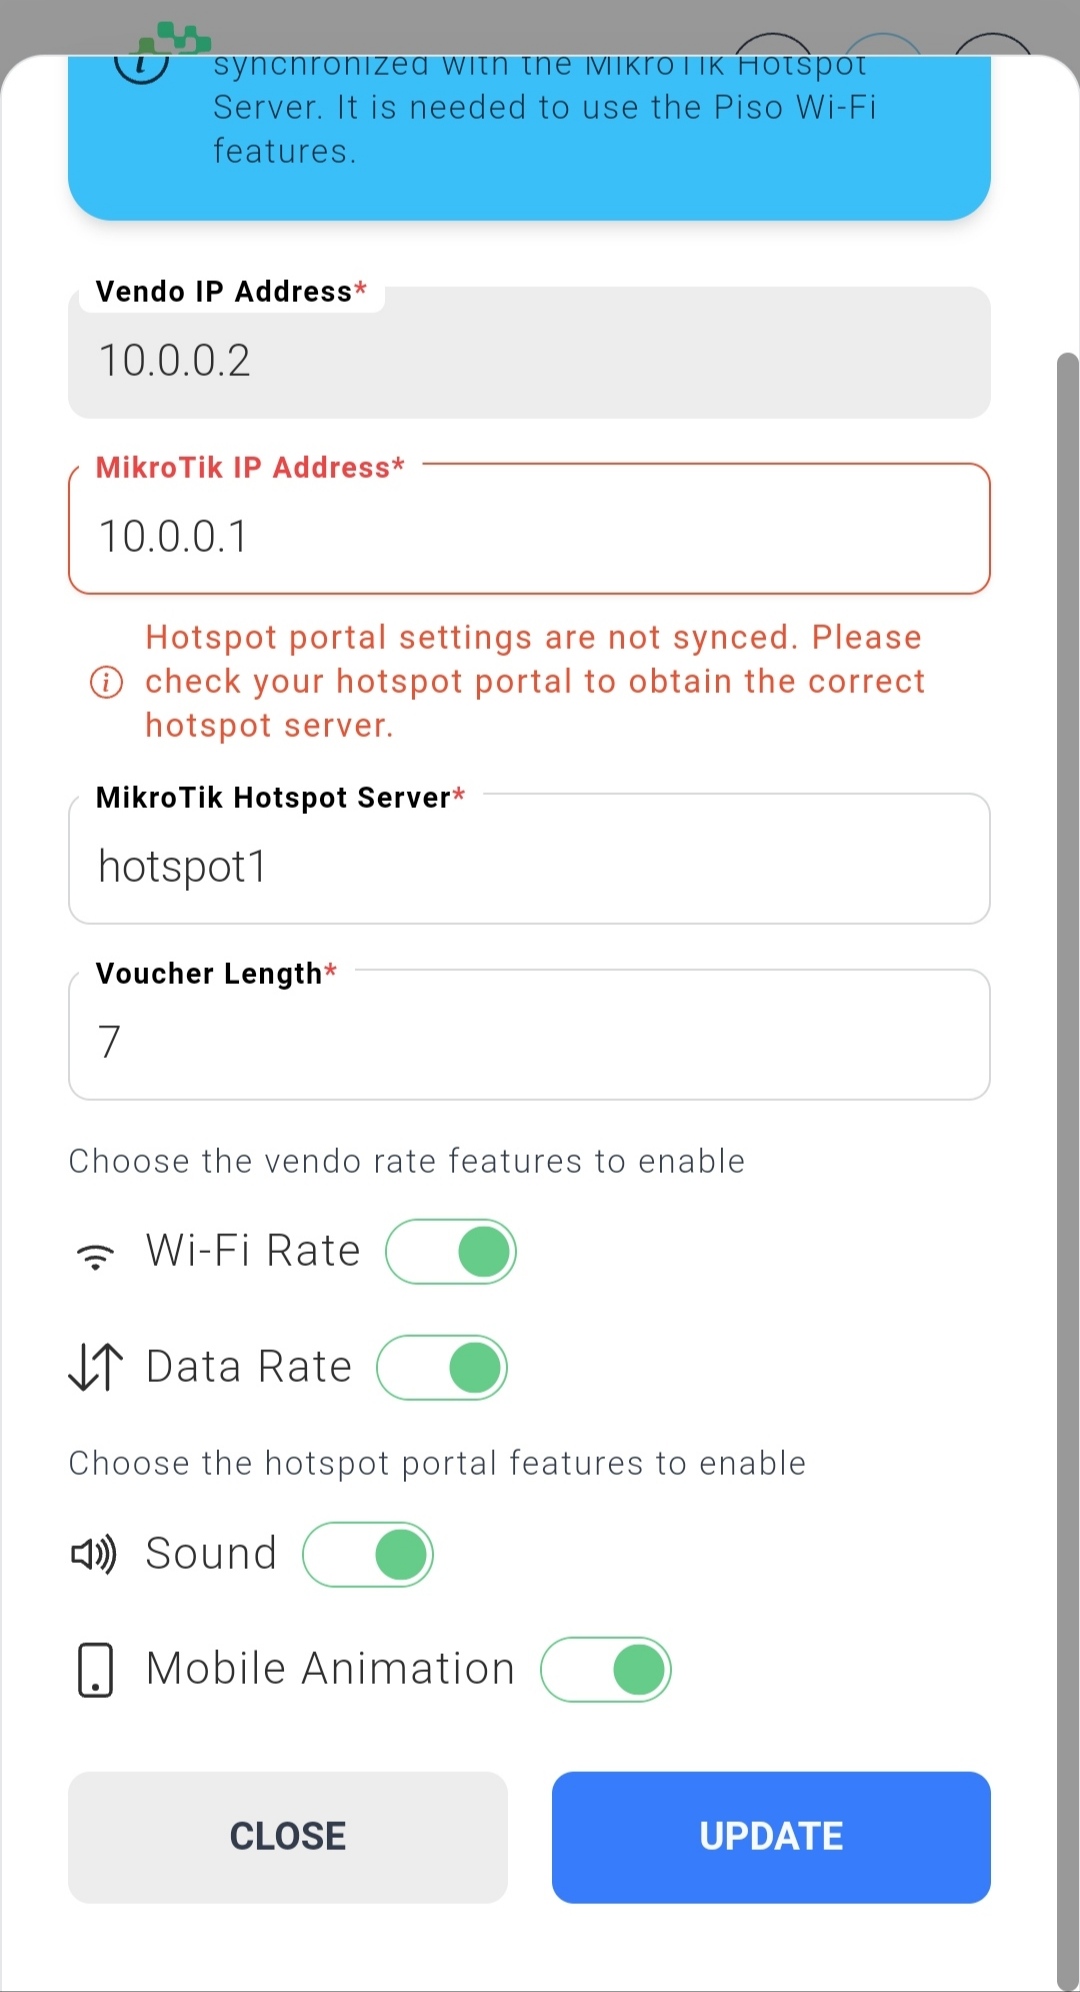 synchronized with the MikroTik Hotspot
Server. It is needed to use the Piso Wi-Fi
features.
Vendo IP Address*
10.0.0.2
MikroTik IP Address*
10.0.0.1
Hotspot portal settings are not synced. Please
check your hotspot portal to obtain the correct
hotspot server.
MikroTik Hotspot Server*
hotspot1
Voucher Length*
7
Choose the vendo rate features to enable
Wi-Fi Rate
Data Rate
Choose the hotspot portal features to enable
Sound
Mobile Animation
CLOSE
UPDATE